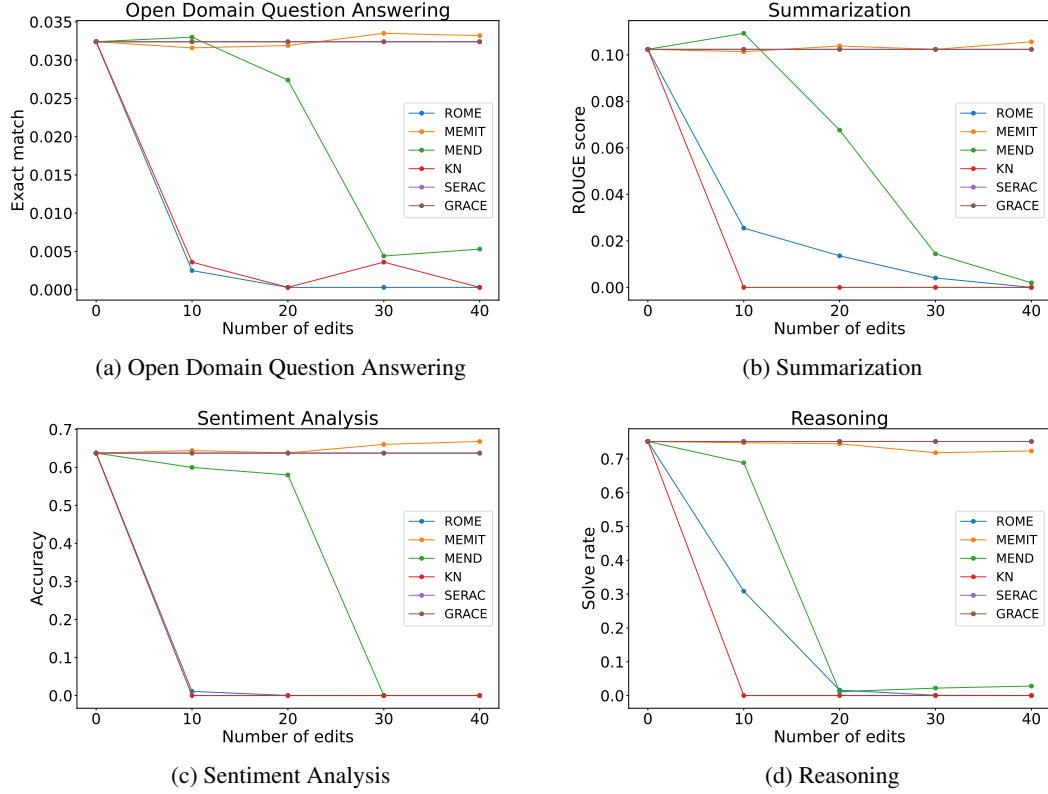 Open Domain Question Answering
0.035
0.030
0.025
0.020
0.015
0.010
0.005
0.000
Exact match
0 10 20 30 40
Number of edits
ROME
MEMIT
MEND
KN
SERAC
GRACE
(a) Open Domain Question Answering
Summarization
0.10
0.08
0.06
0.04
0.02
0.00
ROUGE score
0 10 20 30 40
Number of edits
ROME
MEMIT
MEND
KN
SERAC
GRACE
(b) Summarization
Sentiment Analysis
0.7
0.6
0.5
0.4
0.3
0.2
0.1
0.0
Accuracy
0 10 20 30 40
Number of edits
ROME
MEMIT
MEND
KN
SERAC
GRACE
(c) Sentiment Analysis
Reasoning
0.7
0.6
0.5
0.4
0.3
0.2
0.1
0.0
Solve rate
0 10 20 30 40
Number of edits
ROME
MEMIT
MEND
KN
SERAC
GRACE
(d) Reasoning